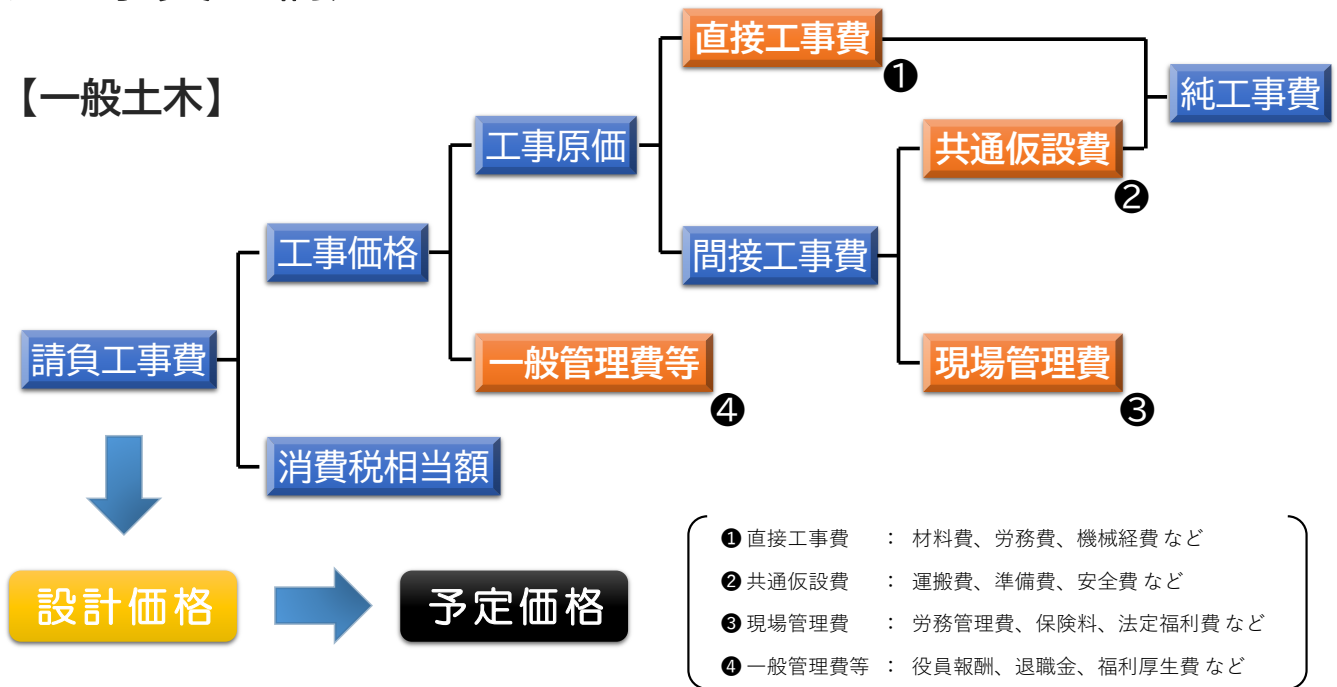 【一般土木】
直接工事費
❶
純工事費
工事原価
共通仮設費
❷
工事価格
間接工事費
請負工事費
一般管理費等
❹
現場管理費
❸
消費税相当額
設計価格
予定価格
❶直接工事費 : 材料費、労務費、機械経費 など
❷共通仮設費 : 運搬費、準備費、安全費 など
❸現場管理費 : 労務管理費、保険料、法定福利費 など
❹一般管理費等 : 役員報酬、退職金、福利厚生費 など